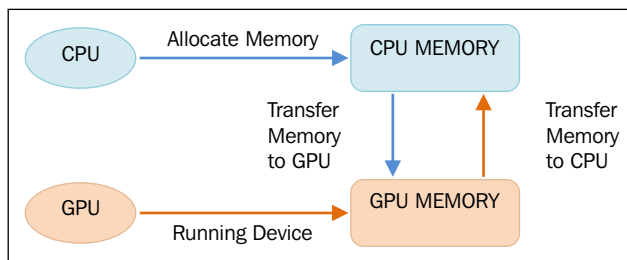 CPU
Allocate Memory
CPU MEMORY
Transfer
Memory
to GPU
Transfer
Memory
to CPU
GPU
Running Device
GPU MEMORY